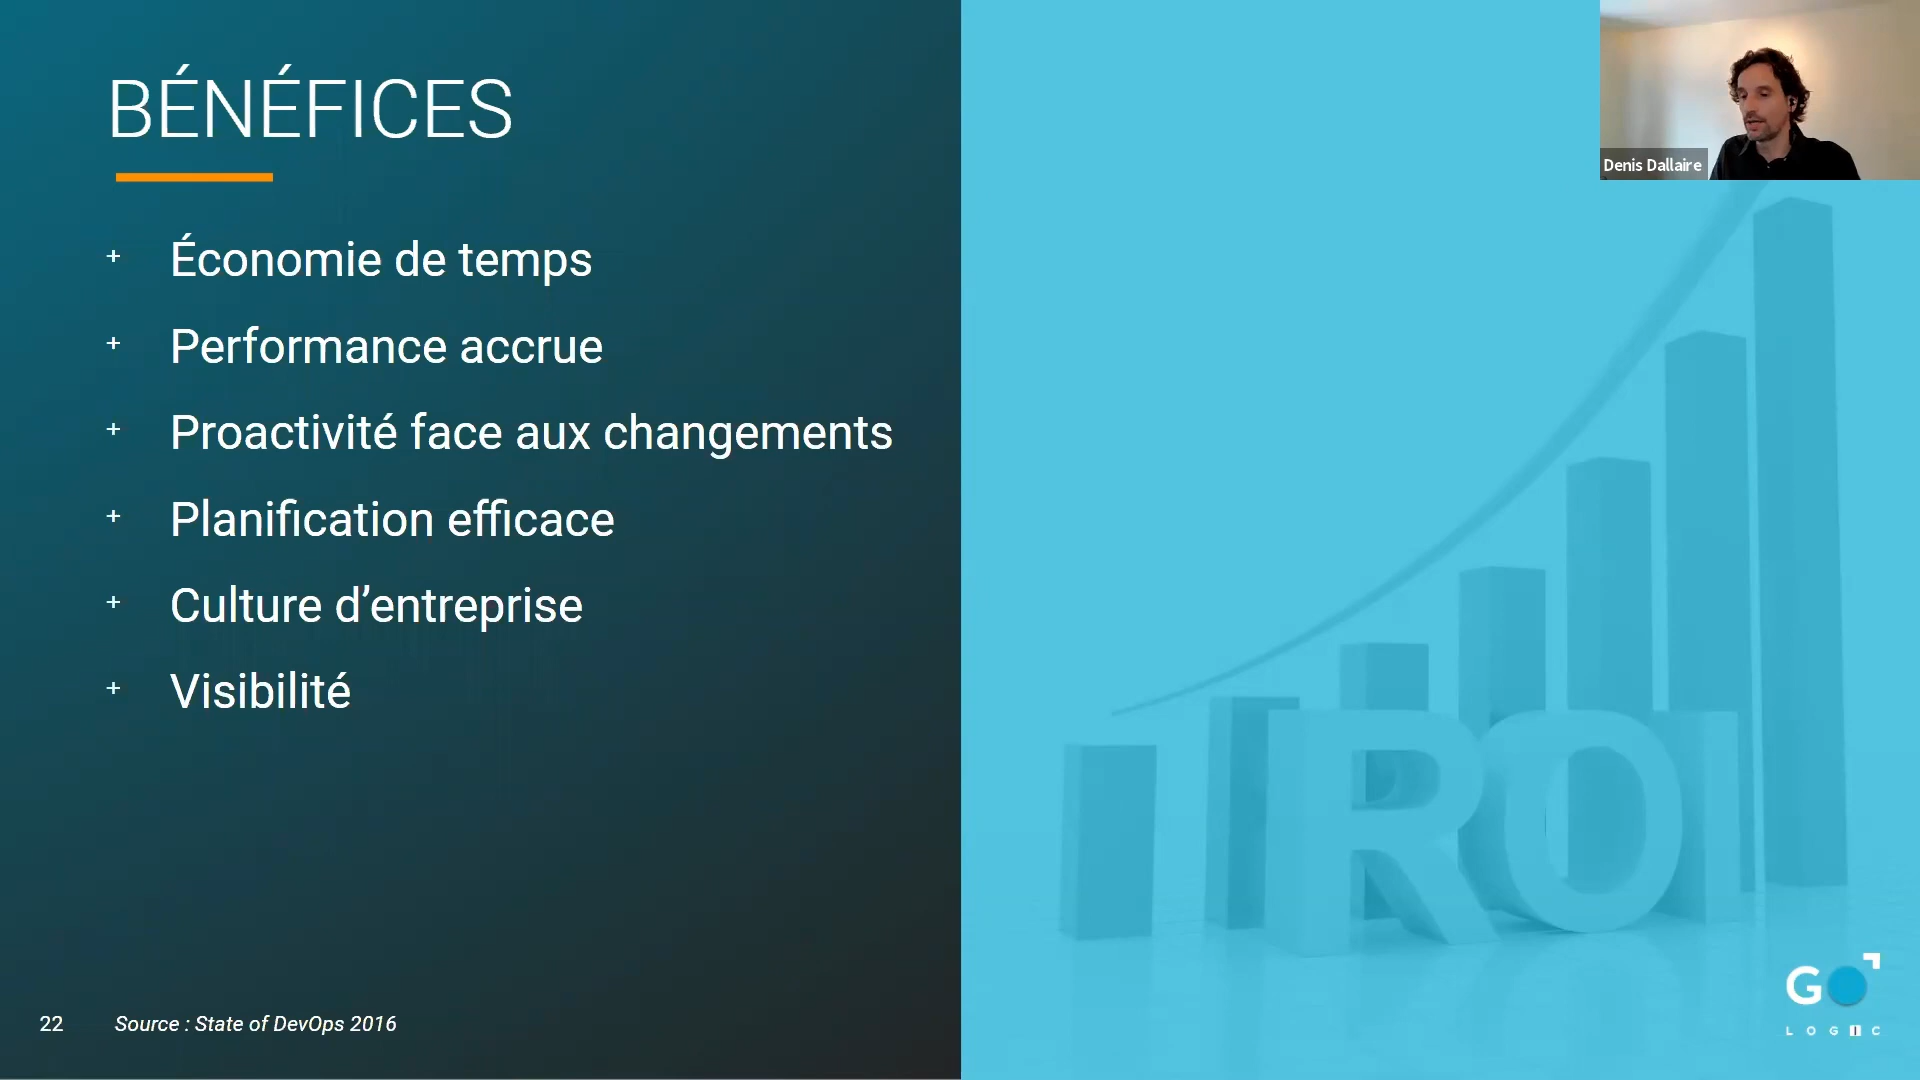 BÉNÉFICES
+ Économie de temps
+ Performance accrue
+ Proactivité face aux changements
+ Planification efficace
+ Culture d’entreprise
+ Visibilité
22 Source : State of DevOps 2016
Denis Dallaire
ROI
GO
LOGIC